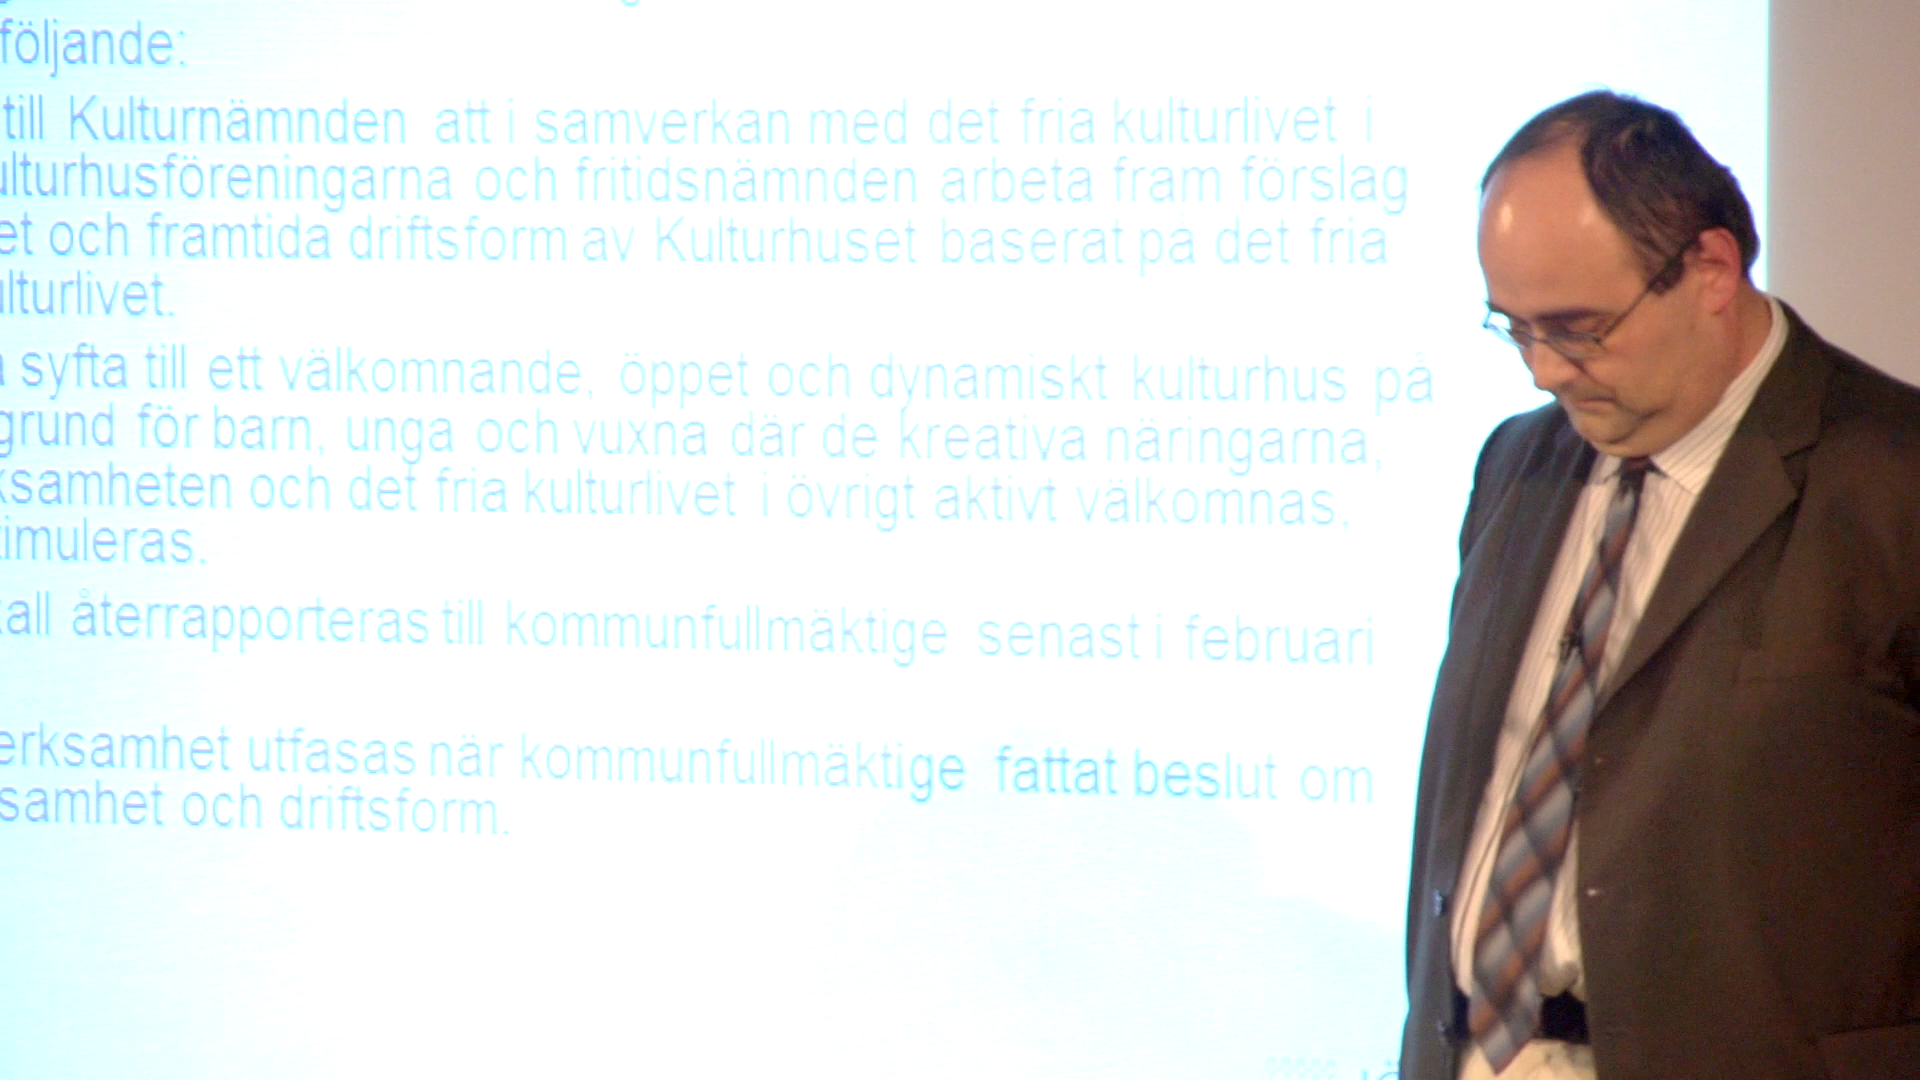 följande:
till Kulturnämnden att i samverkan med det fria kulturlivet i
ulturhusföreningarna och fritidsnämnden arbeta fram förslag
et och framtida driftsform av Kulturhuset baserat på det fria
ulturlivet.
syfta till ett välkomnande, öppet och dynamiskt kulturhus på
grund för barn, unga och vuxna där de kreativa näringarna,
ksamheten och det fria kulturlivet i övrigt aktivt välkomnas,
timuleras.
kall återrapporteras till kommunfullmäktige senast i februari
erksamhet utfasas när kommunfullmäktige fattat beslut om
samhet och driftsform.